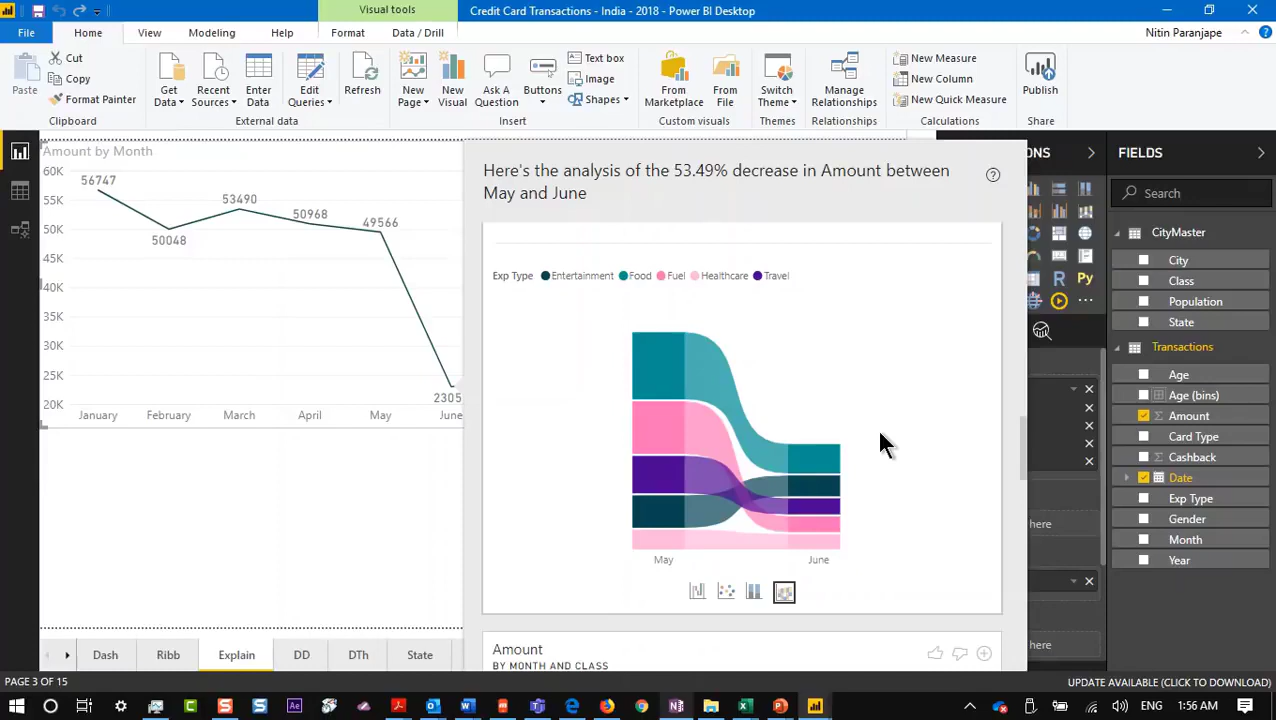 Visual tools
Credit Card Transactions - India - 2018 - Power BI Desktop
File
Home
View
Modeling
Help
Format
Data / Drill
Nitin Paranjape
Paste
Cut
Copy
Format Painter
Clipboard
Get Data
Recent Sources
Enter Data
Edit Queries
Refresh
External data
New Page
New Visual
Ask A Question
Buttons
Text box
Image
Shapes
Insert
From Marketplace
From File
Custom visuals
Switch Theme
Themes
Manage Relationships
Relationships
New Measure
New Column
New Quick Measure
Calculations
Publish
Share
Amount by Month
60K
55K
50K
45K
40K
35K
30K
25K
20K
56747
50048
53490
50968
49566
2305
January
February
March
April
May
June
Here's the analysis of the 53.49% decrease in Amount between
May and June
Exp Type
Entertainment
Food
Fuel
Healthcare
Travel
May
June
Amount
BY MONTH AND CLASS
ONS
R
Py
here
here
FIELDS
Search
CityMaster
City
Class
Population
State
Transactions
Age
Age (bins)
Amount
Card Type
Cashback
Date
Exp Type
Gender
Month
Year
Dash
Ribb
Explain
DD
DTh
State
PAGE 3 OF 15
UPDATE AVAILABLE (CLICK TO DOWNLOAD)
ENG
1:56 AM